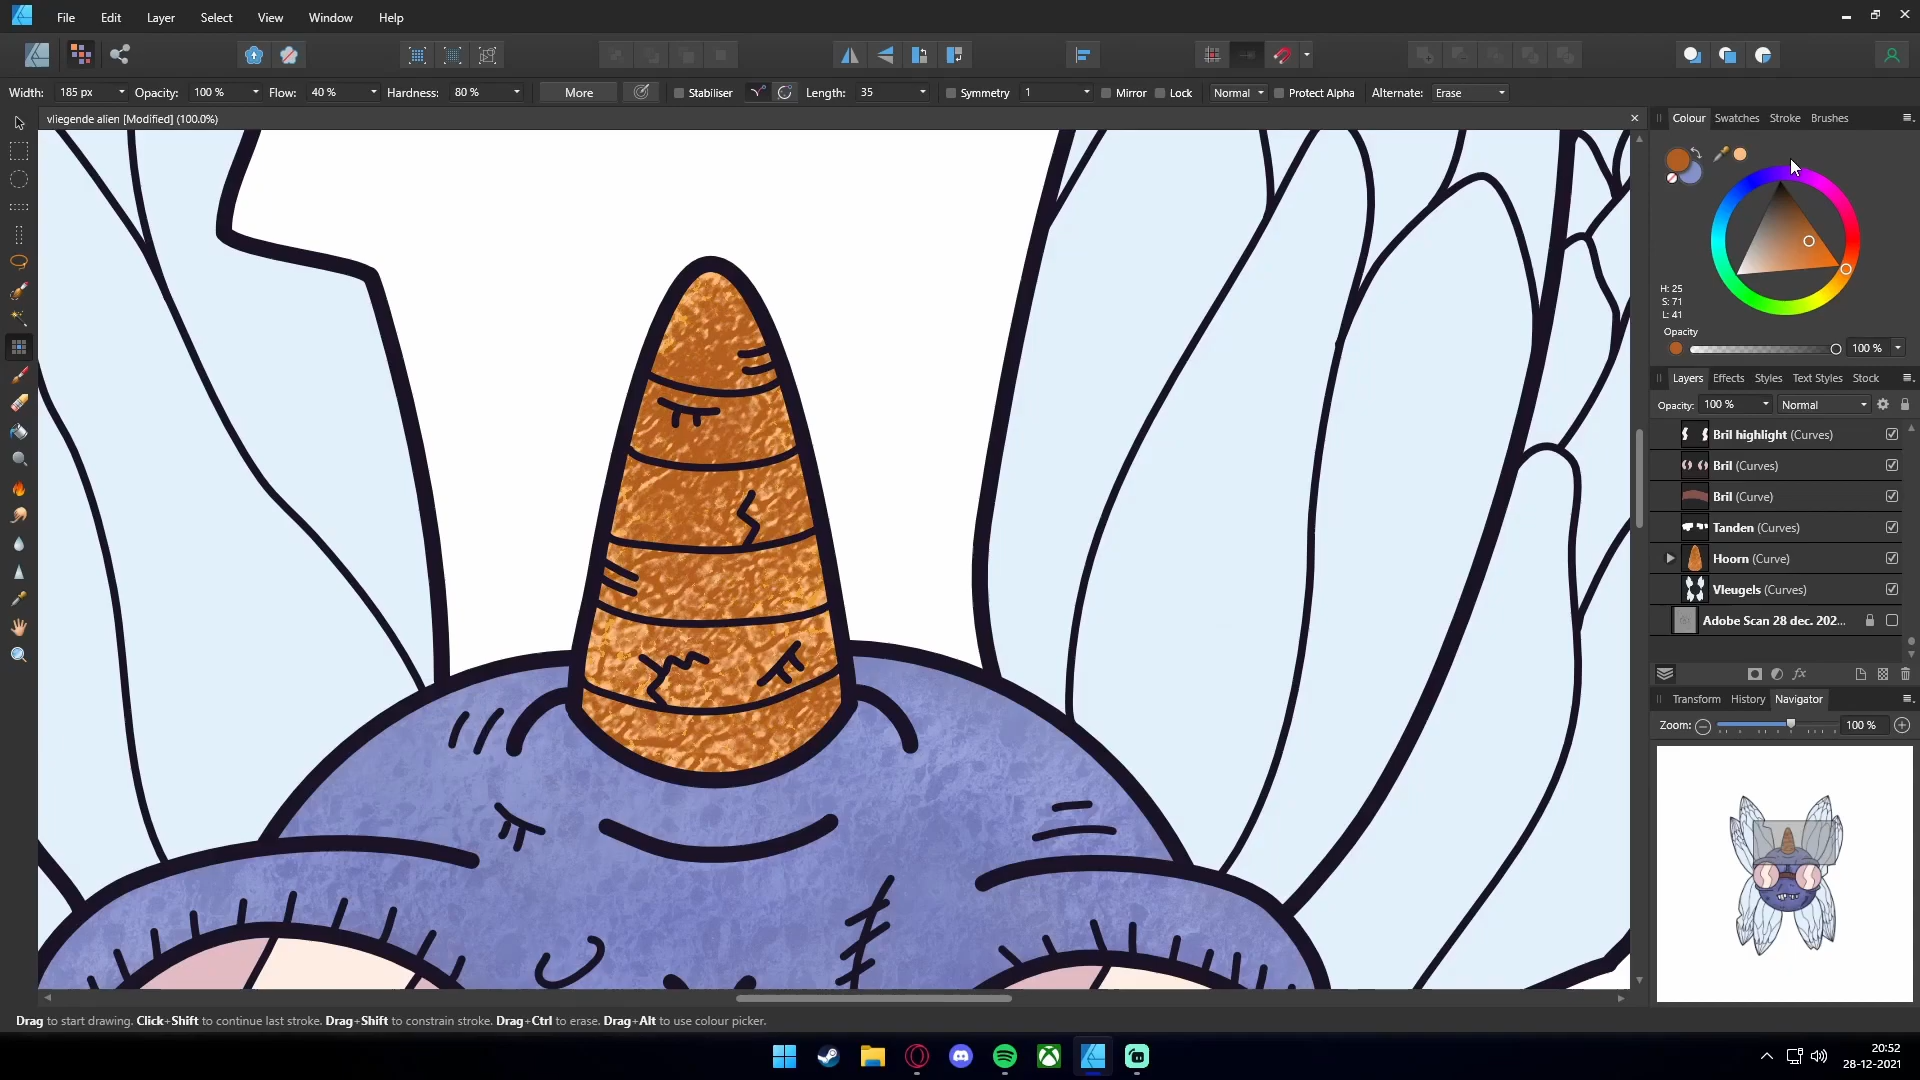 File Edit Layer Select View Window Help
Width: 185 px Opacity: 100 % Flow: 40 % Hardness: 80 % More Stabiliser Length: 35 Symmetry 1 Mirror Lock Normal Protect Alpha Alternate: Erase
vliegende alien [Modified] (100.0%)
Colour Swatches Stroke Brushes
H: 25
S: 71
L: 41
Opacity
100 %
Layers Effects Styles Text Styles Stock
Opacity: 100 % Normal
Bril highlight (Curves)
Bril (Curves)
Bril (Curve)
Tanden (Curves)
Hoorn (Curve)
Vleugels (Curves)
Adobe Scan 28 dec. 202...
fx
Transform History Navigator
Zoom: 100 %
Drag to start drawing. Click+Shift to continue last stroke. Drag+Shift to constrain stroke. Drag+Ctrl to erase. Drag+Alt to use colour picker.
20:52
28-12-2021